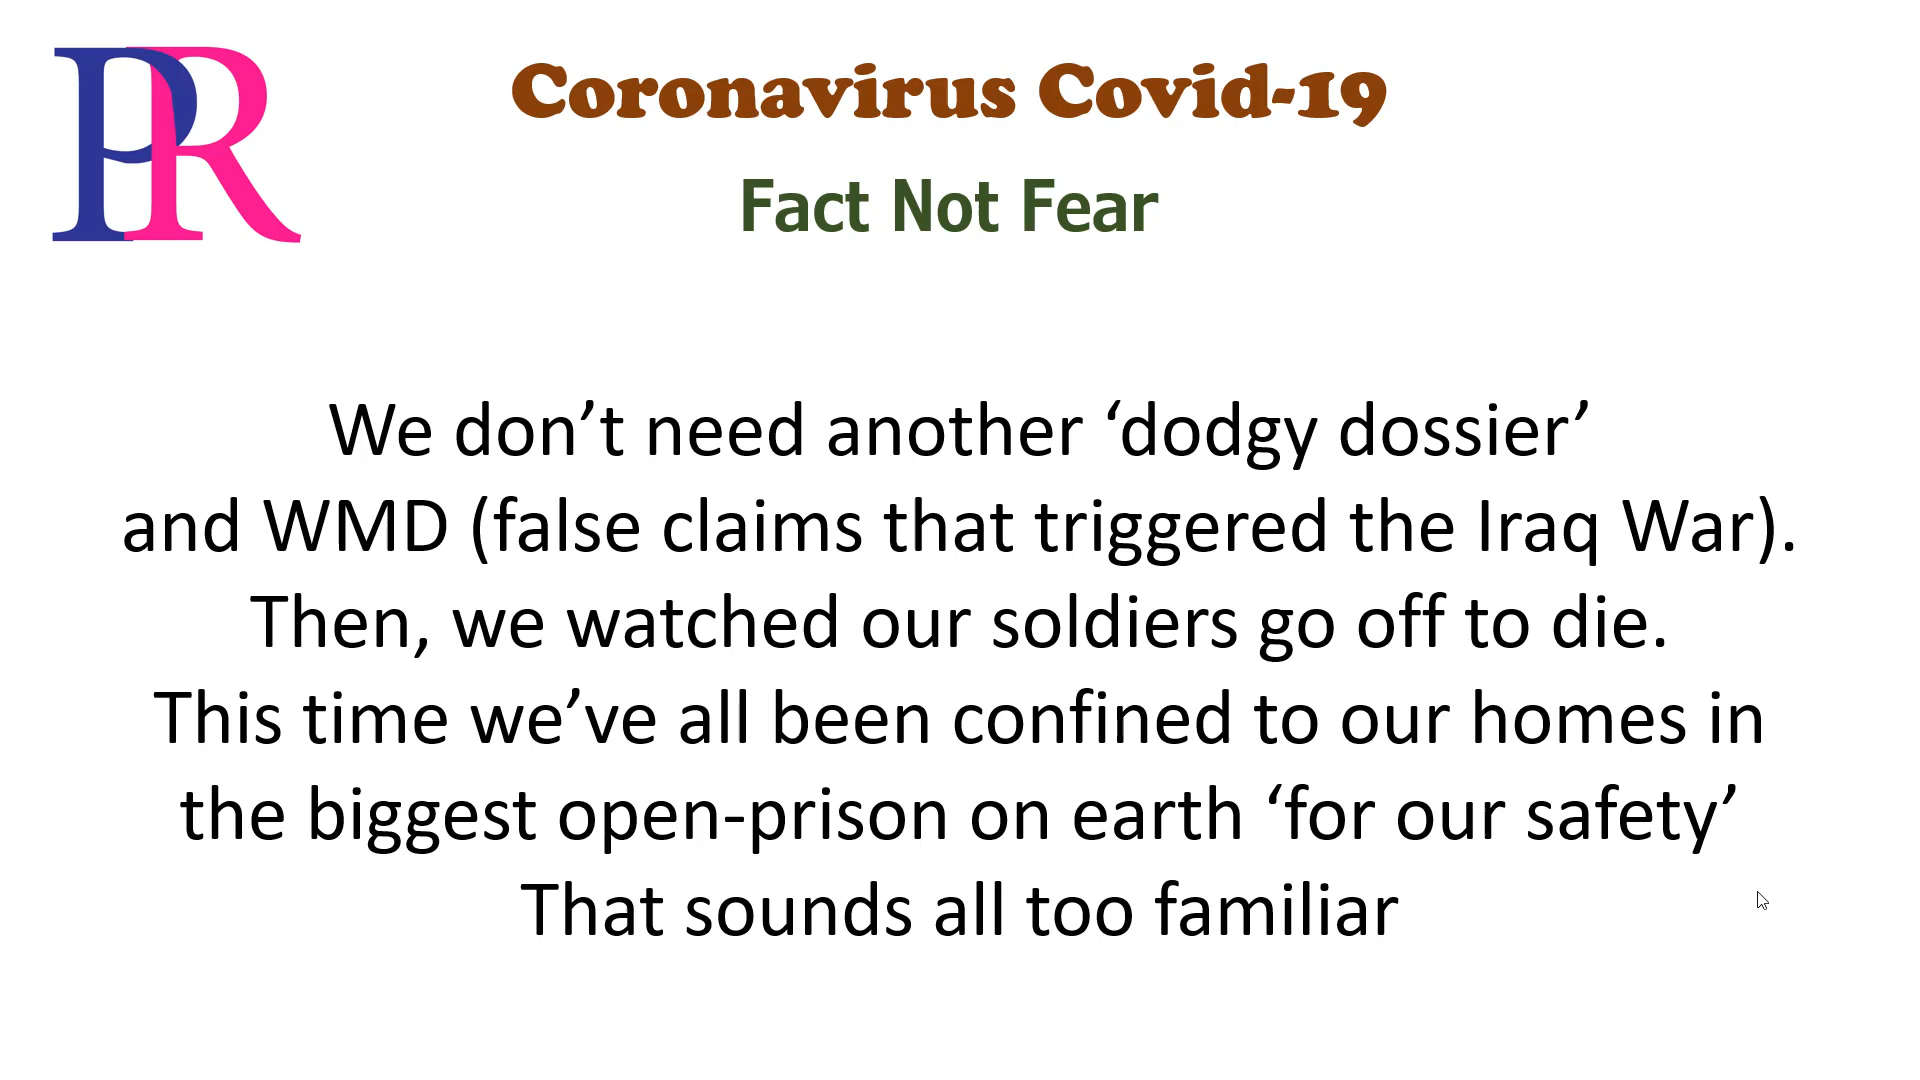 PR
Coronavirus Covid-19
Fact Not Fear
We don’t need another ‘dodgy dossier’
and WMD (false claims that triggered the Iraq War).
Then, we watched our soldiers go off to die.
This time we’ve all been confined to our homes in
the biggest open-prison on earth ‘for our safety’
That sounds all too familiar